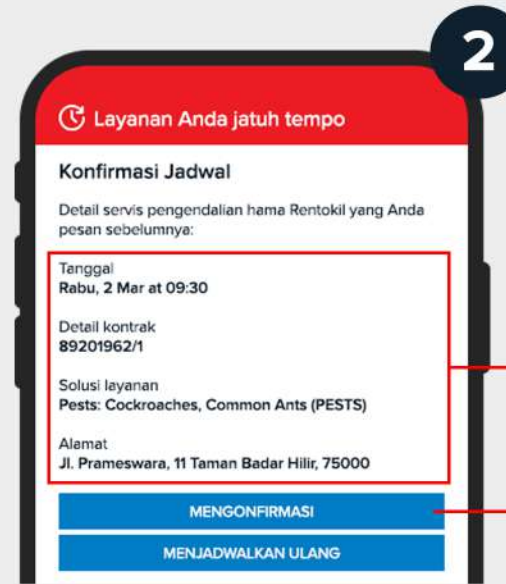 2
Layanan Anda jatuh tempo
Konfirmasi Jadwal
Detail servis pengendalian hama Rentokil yang Anda
pesan sebelumnya:
Tanggal
Rabu, 2 Mar at 09:30
Detail kontrak
89201962/1
Solusi layanan
Pests: Cockroaches, Common Ants (PESTS)
Alamat
Jl. Prameswara, 11 Taman Badar Hilir, 75000
MENGONFIRMASI
MENJADWALKAN ULANG